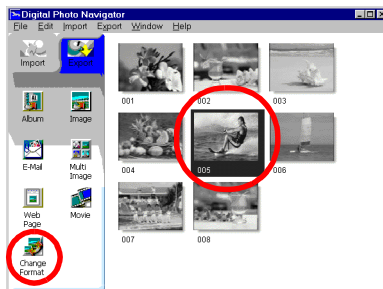 Digital Photo Navigator
File Edit Import Export Window Help
Import Export
Album Image
E-Mail Multi Image
Web Page Movie
Change Format
001 002 003
004 005 006
007 008